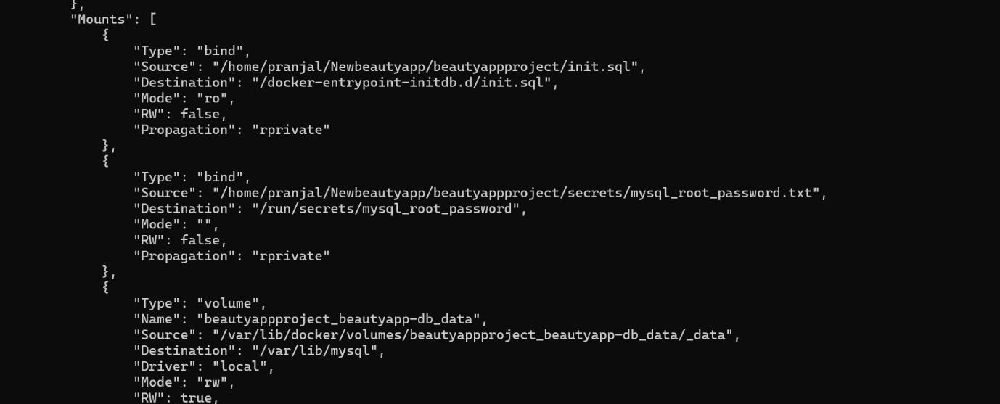 },
"Mounts": [
{
"Type": "bind",
"Source": "/home/pranjal/Newbeautyapp/beautyappproject/init.sql",
"Destination": "/docker-entrypoint-initdb.d/init.sql",
"Mode": "ro",
"RW": false,
"Propagation": "rprivate"
},
{
"Type": "bind",
"Source": "/home/pranjal/Newbeautyapp/beautyappproject/secrets/mysql_root_password.txt",
"Destination": "/run/secrets/mysql_root_password",
"Mode": "",
"RW": false,
"Propagation": "rprivate"
},
{
"Type": "volume",
"Name": "beautyappproject_beautyapp-db_data",
"Source": "/var/lib/docker/volumes/beautyappproject_beautyapp-db_data/_data",
"Destination": "/var/lib/mysql",
"Driver": "local",
"Mode": "rw",
"RW": true,